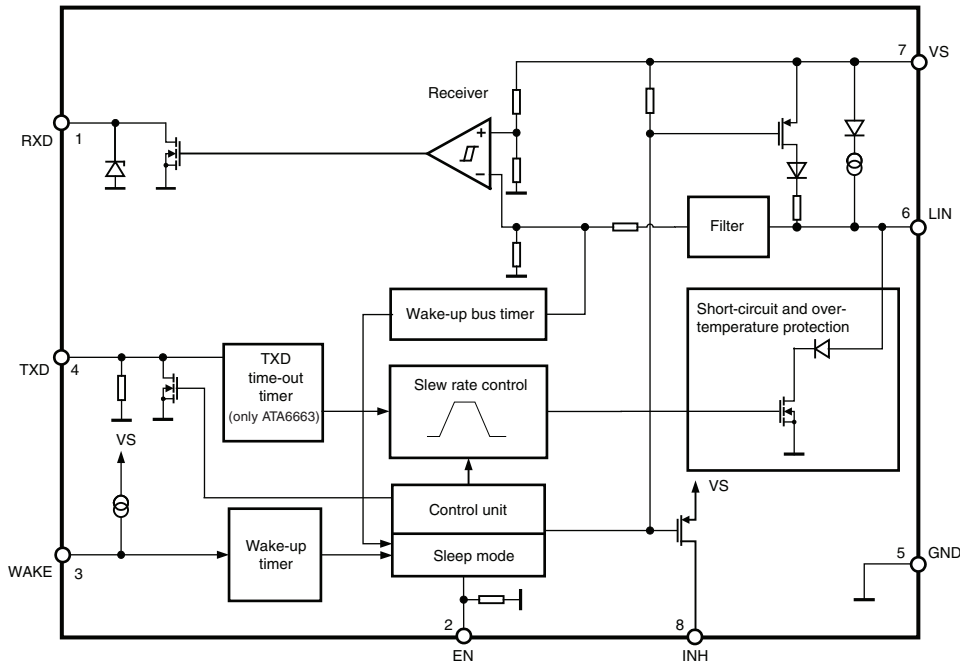 7
VS
Receiver
RXD
1
+
−
6
LIN
Filter
Wake-up bus timer
Short-circuit and over-
temperature protection
TXD
4
TXD
time-out
timer
(only ATA6663)
Slew rate control
VS
VS
Control unit
Sleep mode
Wake-up
timer
WAKE
3
5
GND
2
EN
8
INH